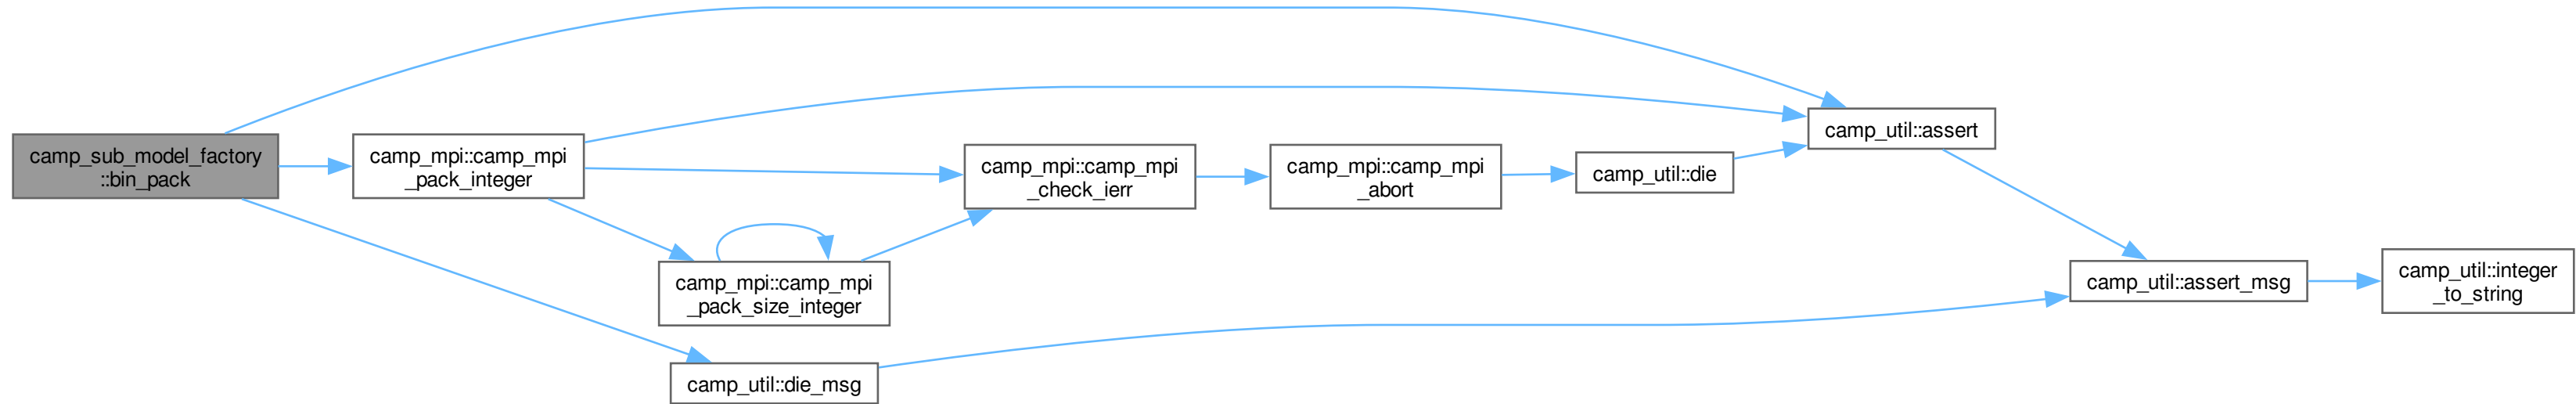 camp_sub_model_factory
::bin_pack
camp_mpi::camp_mpi
_pack_integer
camp_mpi::camp_mpi
_pack_size_integer
camp_util::die_msg
camp_mpi::camp_mpi
_check_ierr
camp_mpi::camp_mpi
_abort
camp_util::die
camp_util::assert
camp_util::assert_msg
camp_util::integer
_to_string